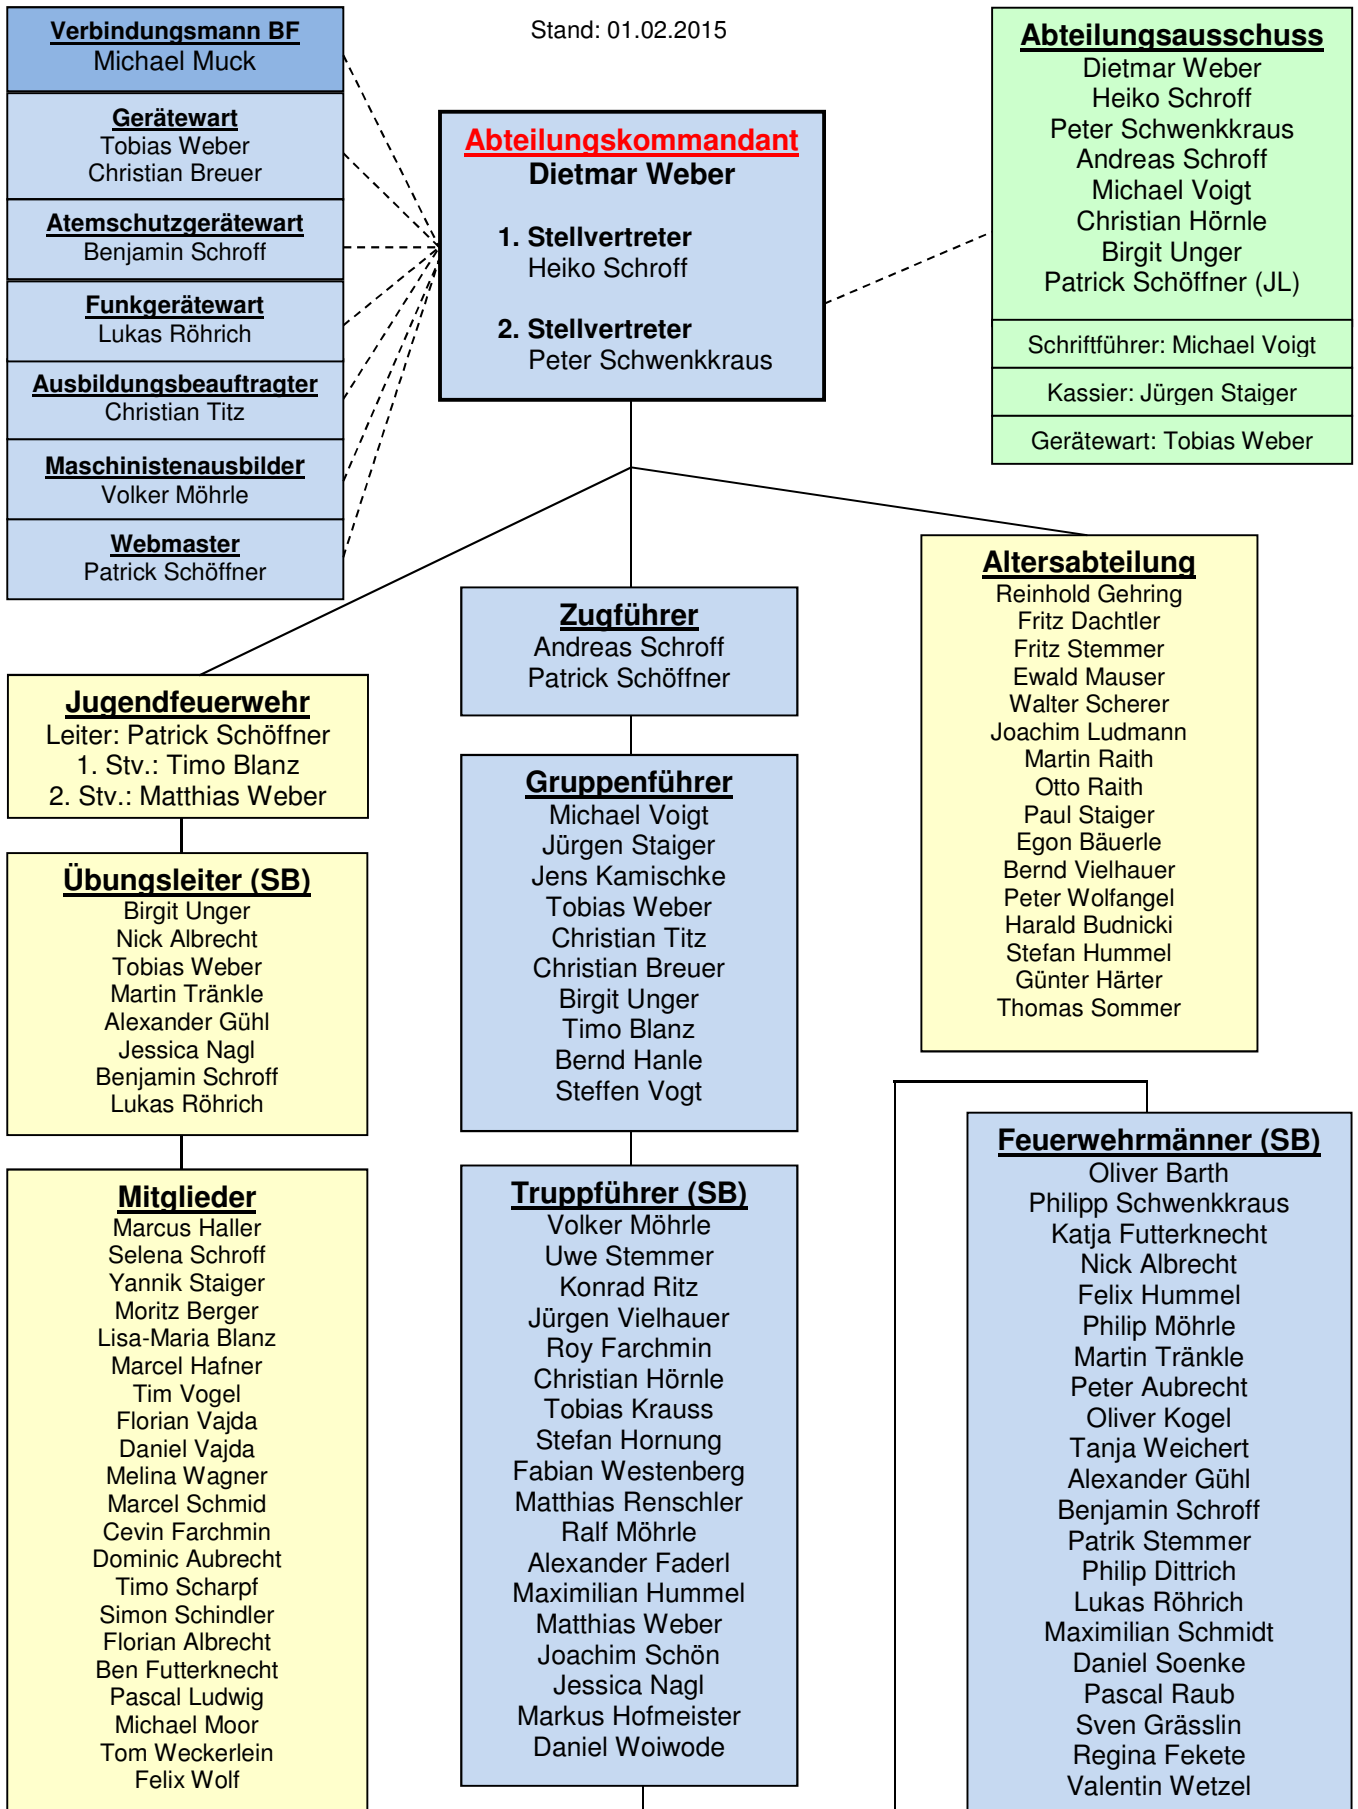 Verbindungsmann BF
Michael Muck
Gerätewart
Tobias Weber
Christian Breuer
Atemschutzgerätewart
Benjamin Schroff
Funkgerätewart
Lukas Röhrich
Ausbildungsbeauftragter
Christian Titz
Maschinistenausbilder
Volker Möhrle
Webmaster
Patrick Schöffner
Stand: 01.02.2015
Abteilungskommandant
Dietmar Weber
1. Stellvertreter
Heiko Schroff
2. Stellvertreter
Peter Schwenkkraus
Abteilungsausschuss
Dietmar Weber
Heiko Schroff
Peter Schwenkkraus
Andreas Schroff
Michael Voigt
Christian Hörnle
Birgit Unger
Patrick Schöffner (JL)
Schriftführer: Michael Voigt
Kassier: Jürgen Staiger
Gerätewart: Tobias Weber
Jugendfeuerwehr
Leiter: Patrick Schöffner
1. Stv.: Timo Blanz
2. Stv.: Matthias Weber
Übungsleiter (SB)
Birgit Unger
Nick Albrecht
Tobias Weber
Martin Tränkle
Alexander Gühl
Jessica Nagl
Benjamin Schroff
Lukas Röhrich
Mitglieder
Marcus Haller
Selena Schroff
Yannik Staiger
Moritz Berger
Lisa-Maria Blanz
Marcel Hafner
Tim Vogel
Florian Vajda
Daniel Vajda
Melina Wagner
Marcel Schmid
Cevin Farchmin
Dominic Aubrecht
Timo Scharpf
Simon Schindler
Florian Albrecht
Ben Futterknecht
Pascal Ludwig
Michael Moor
Tom Weckerlein
Felix Wolf
Zugführer
Andreas Schroff
Patrick Schöffner
Gruppenführer
Michael Voigt
Jürgen Staiger
Jens Kamischke
Tobias Weber
Christian Titz
Christian Breuer
Birgit Unger
Timo Blanz
Bernd Hanle
Steffen Vogt
Truppführer (SB)
Volker Möhrle
Uwe Stemmer
Konrad Ritz
Jürgen Vielhauer
Roy Farchmin
Christian Hörnle
Tobias Krauss
Stefan Hornung
Fabian Westenberg
Matthias Renschler
Ralf Möhrle
Alexander Faderl
Maximilian Hummel
Matthias Weber
Joachim Schön
Jessica Nagl
Markus Hofmeister
Daniel Woiwode
Altersabteilung
Reinhold Gehring
Fritz Dachtler
Fritz Stemmer
Ewald Mauser
Walter Scherer
Joachim Ludmann
Martin Raith
Otto Raith
Paul Staiger
Egon Bäuerle
Bernd Vielhauer
Peter Wolfangel
Harald Budnicki
Stefan Hummel
Günter Härter
Thomas Sommer
Feuerwehrmänner (SB)
Oliver Barth
Philipp Schwenkkraus
Katja Futterknecht
Nick Albrecht
Felix Hummel
Philip Möhrle
Martin Tränkle
Peter Aubrecht
Oliver Kogel
Tanja Weichert
Alexander Gühl
Benjamin Schroff
Patrik Stemmer
Philip Dittrich
Lukas Röhrich
Maximilian Schmidt
Daniel Soenke
Pascal Raub
Sven Grässlin
Regina Fekete
Valentin Wetzel